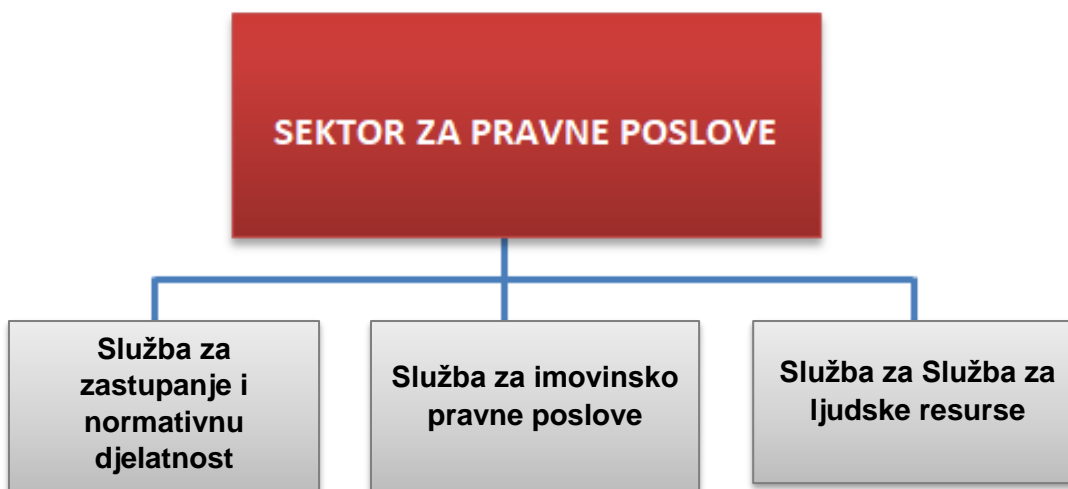 SEKTOR ZA PRAVNE POSLOVE
Služba za
zastupanje i
normativnu
djelatnost
Služba za imovinsko
pravne poslove
Služba za Služba za
ljudske resurse